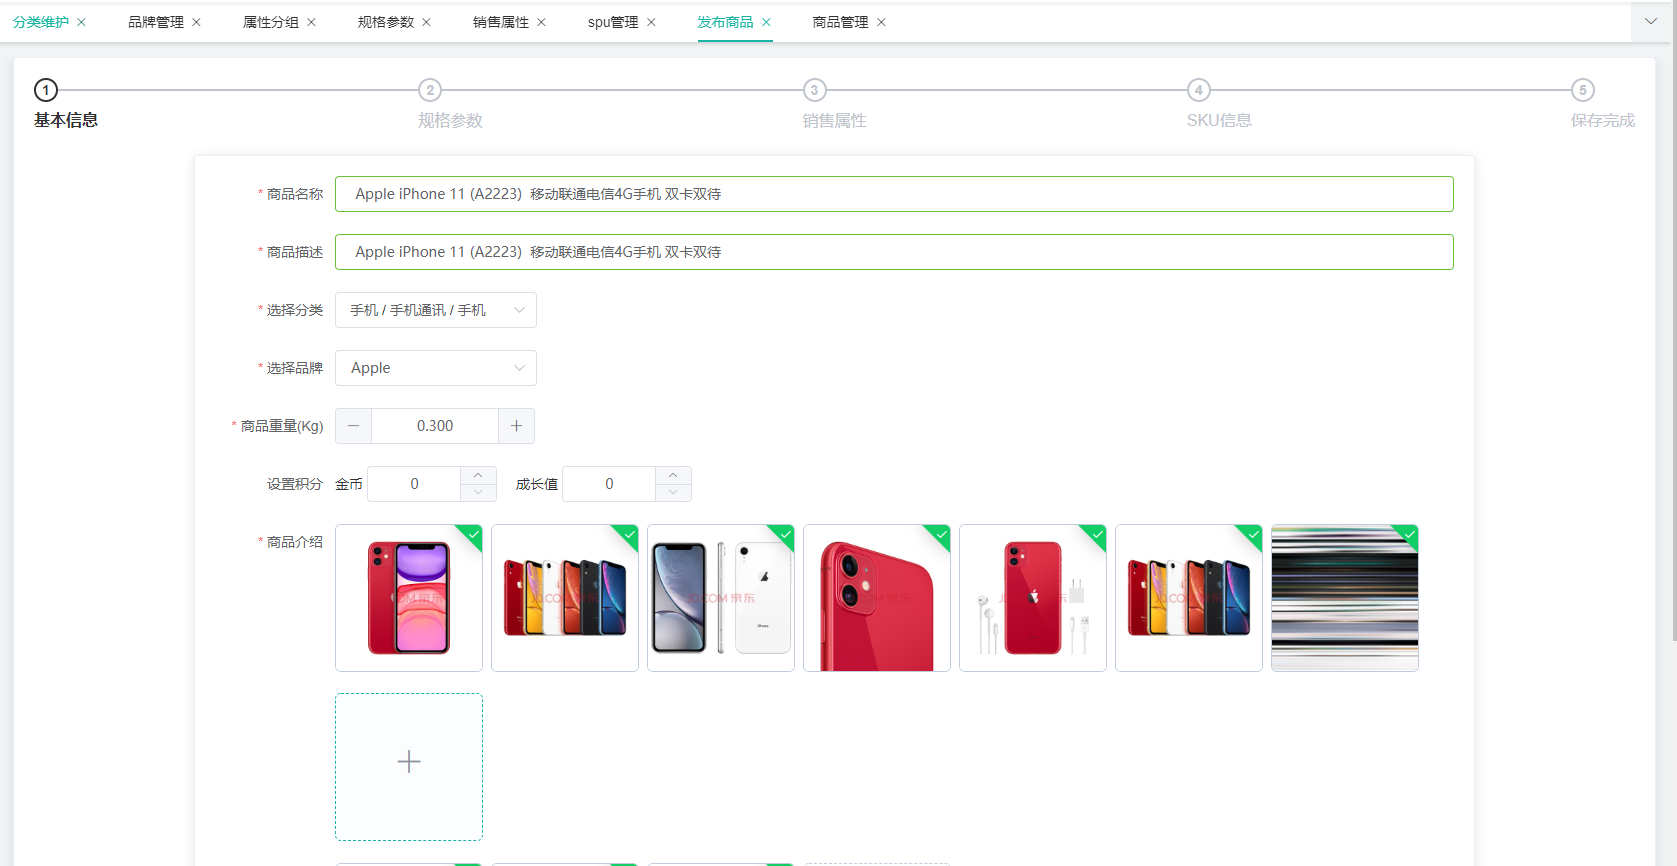 分类维护 品牌管理 属性分组 规格参数 销售属性 spu管理 发布商品 商品管理
1 2 3 4 5
基本信息 规格参数 销售属性 SKU信息 保存完成
* 商品名称 Apple iPhone 11 (A2223) 移动联通电信4G手机 双卡双待
* 商品描述 Apple iPhone 11 (A2223) 移动联通电信4G手机 双卡双待
* 选择分类 手机 / 手机通讯 / 手机
* 选择品牌 Apple
* 商品重量(Kg) 0.300
设置积分 金币 0 成长值 0
* 商品介绍
JD.COM 京东